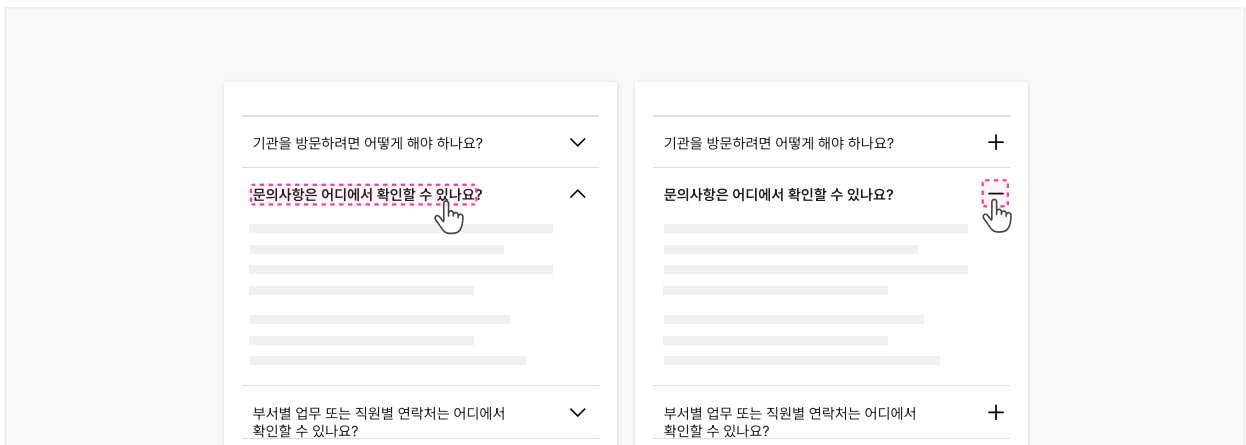 기관을 방문하려면 어떻게 해야 하나요?
문의사항은 어디에서 확인할 수 있나요?
부서별 업무 또는 직원별 연락처는 어디에서
확인할 수 있나요?
기관을 방문하려면 어떻게 해야 하나요?
문의사항은 어디에서 확인할 수 있나요?
부서별 업무 또는 직원별 연락처는 어디에서
확인할 수 있나요?